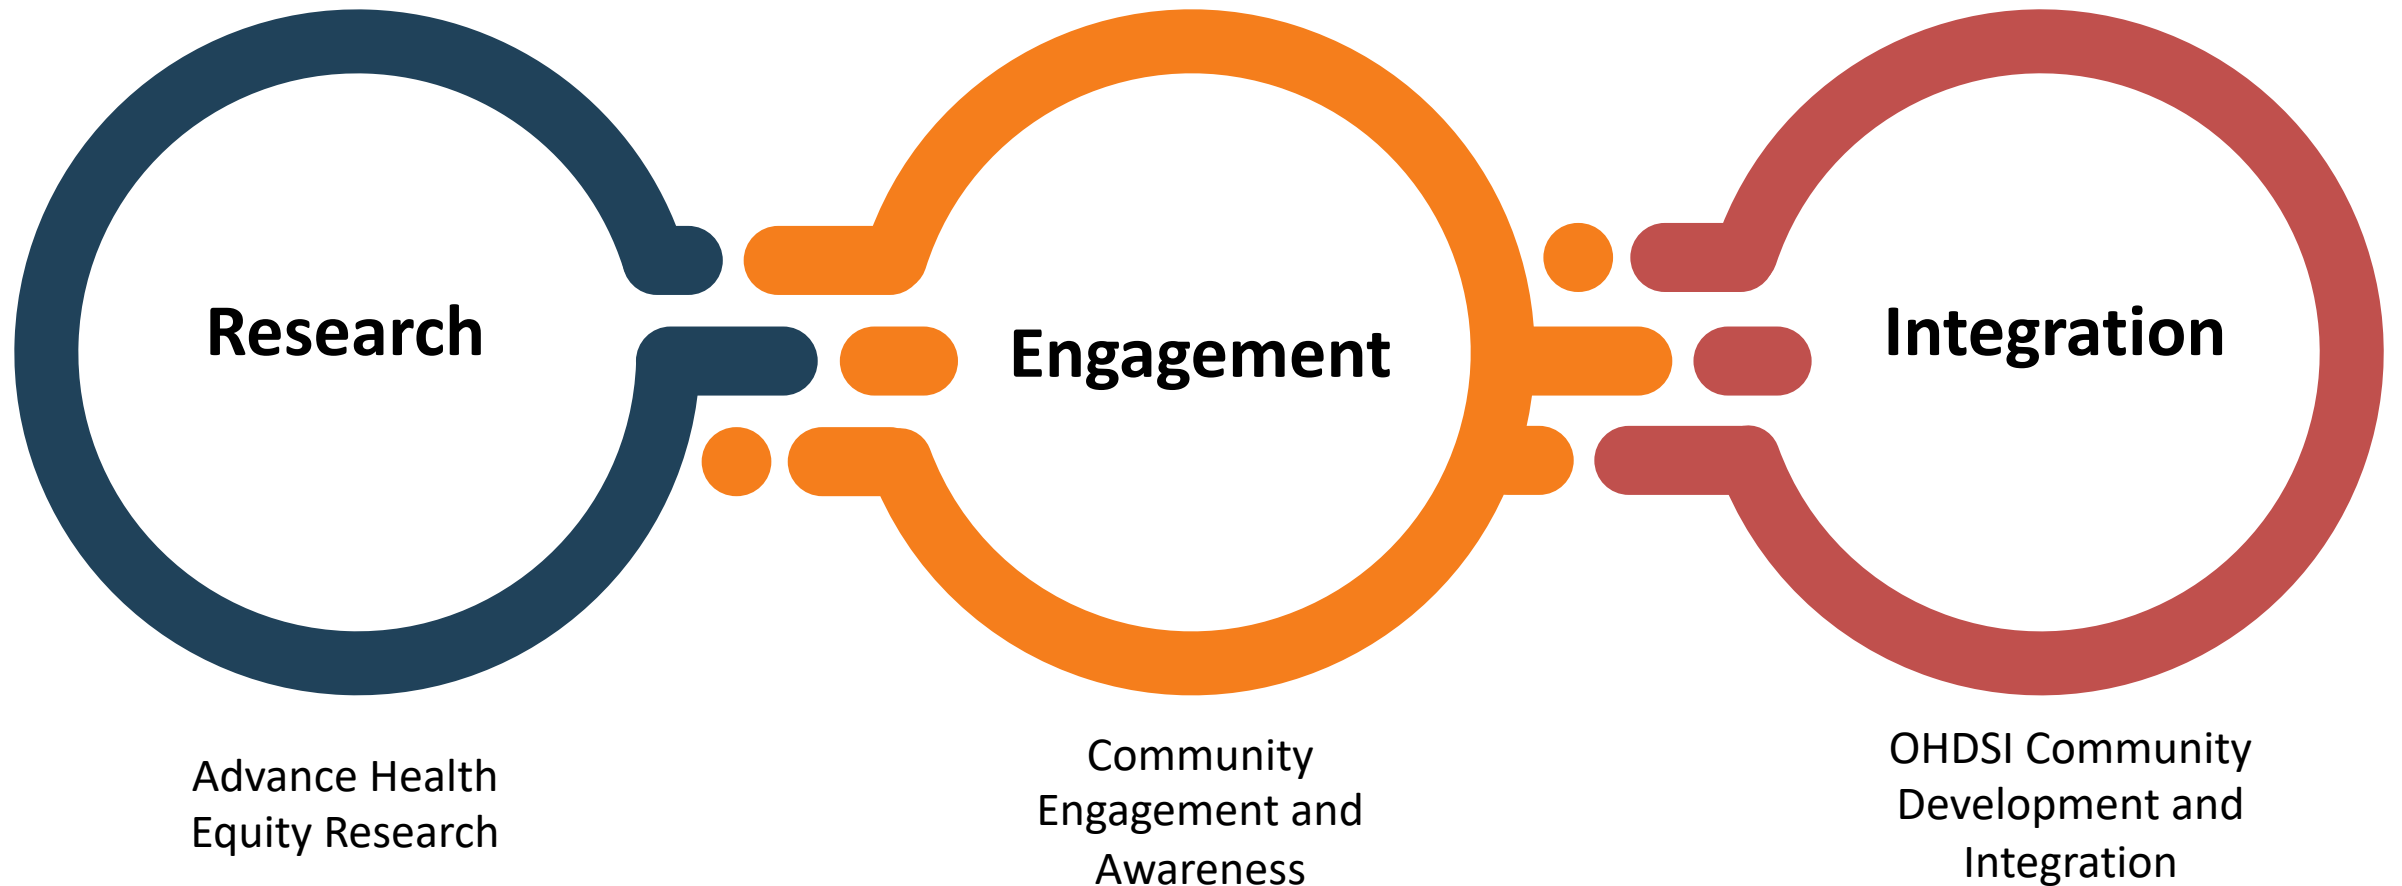 Research
Engagement
Integration
Advance Health
Equity Research
Community
Engagement and
Awareness
OHDSI Community
Development and
Integration